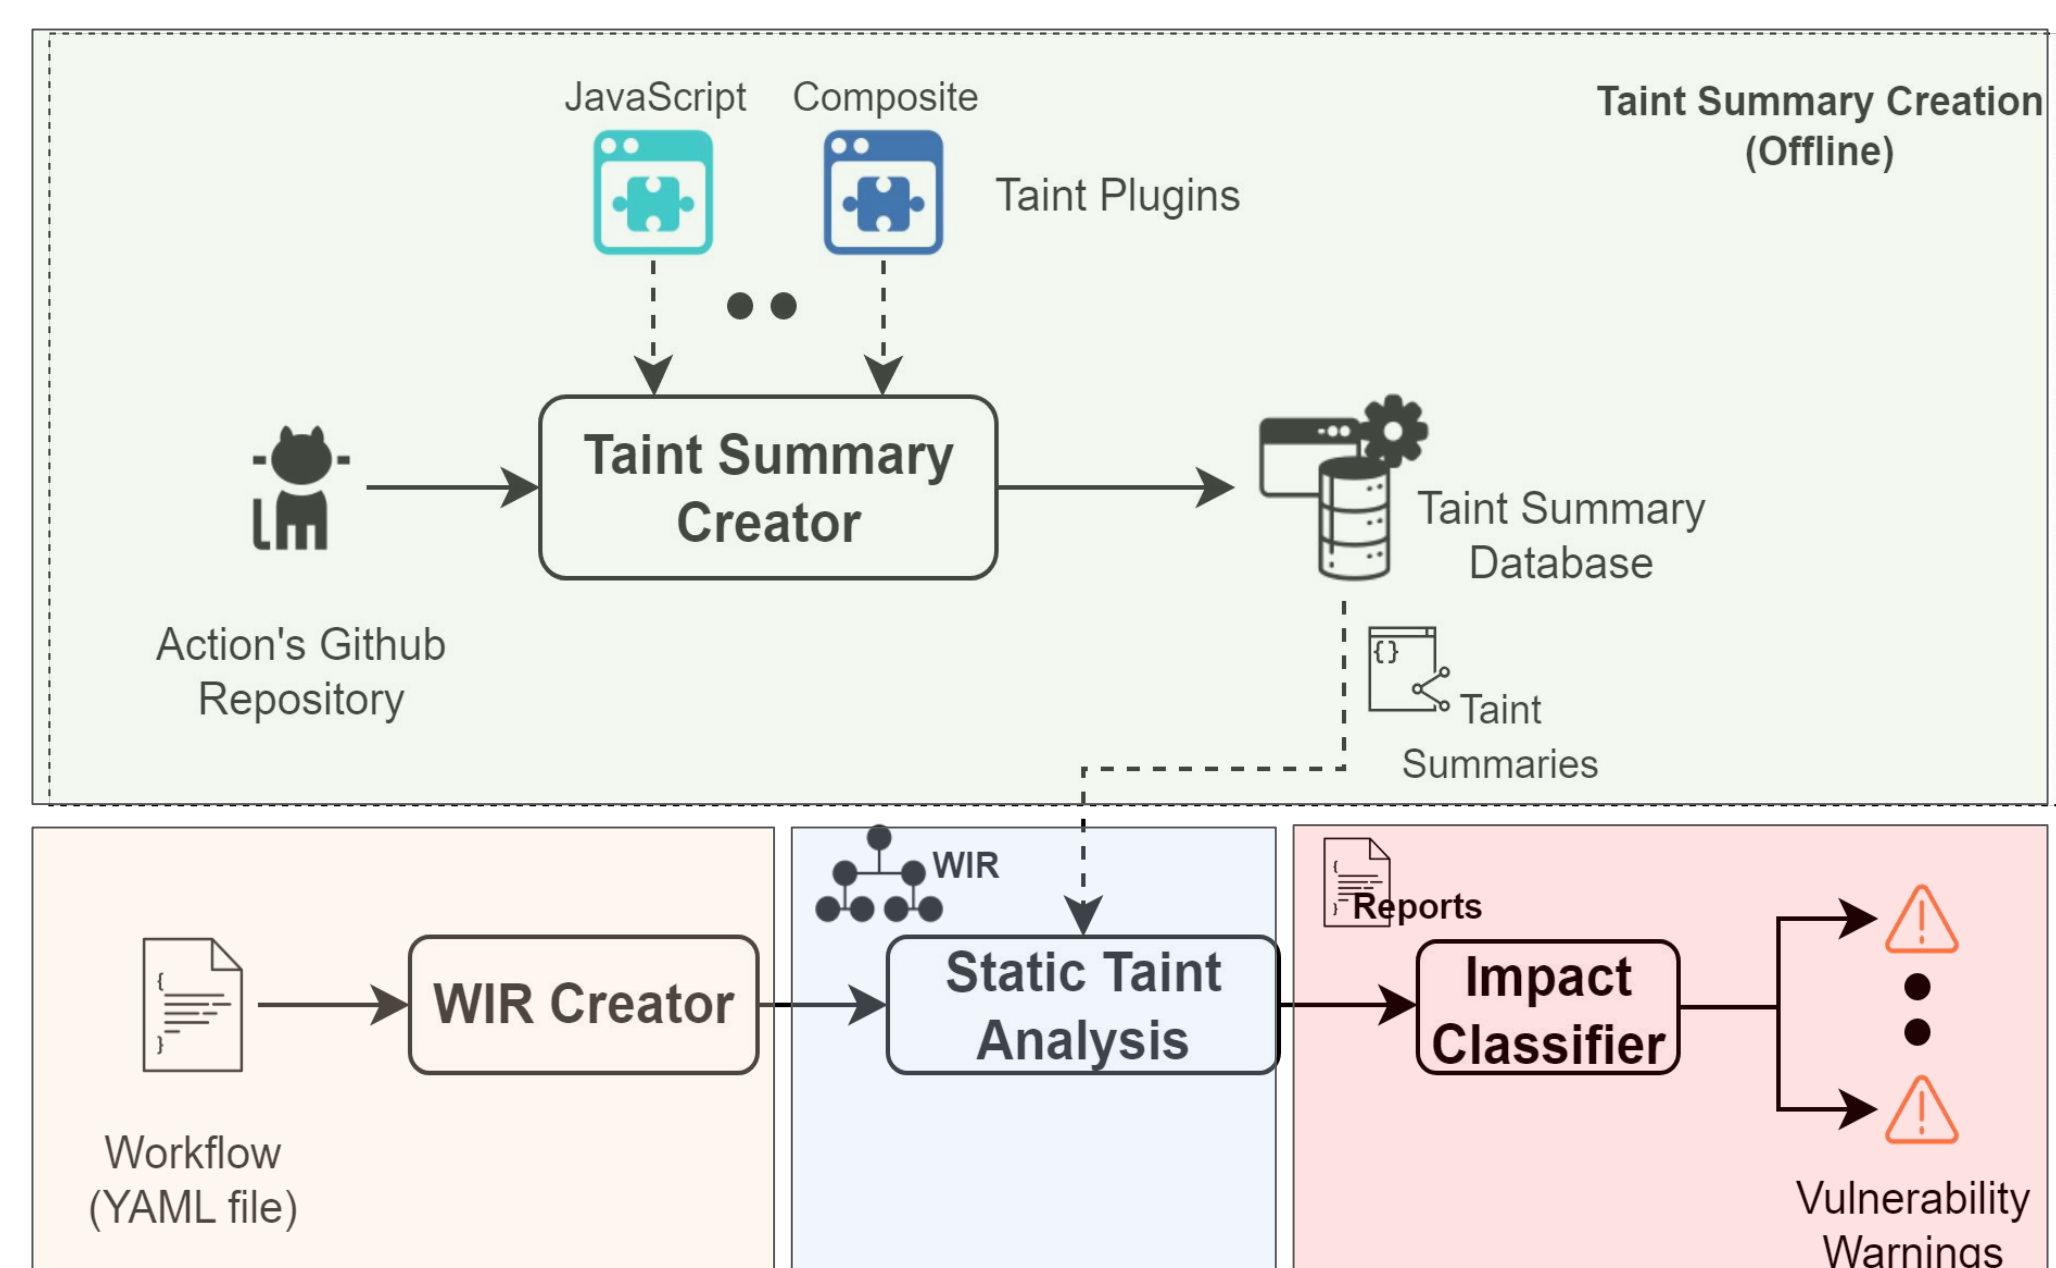 JavaScript
Composite
Taint Summary Creation
(Offline)
Taint Plugins
Taint Summary
Creator
Taint Summary
Database
Action's Github
Repository
{}
Taint
Summaries
WIR
{
}
Reports
{
}
WIR Creator
Static Taint
Analysis
Impact
Classifier
Workflow
(YAML file)
Vulnerability
Warnings